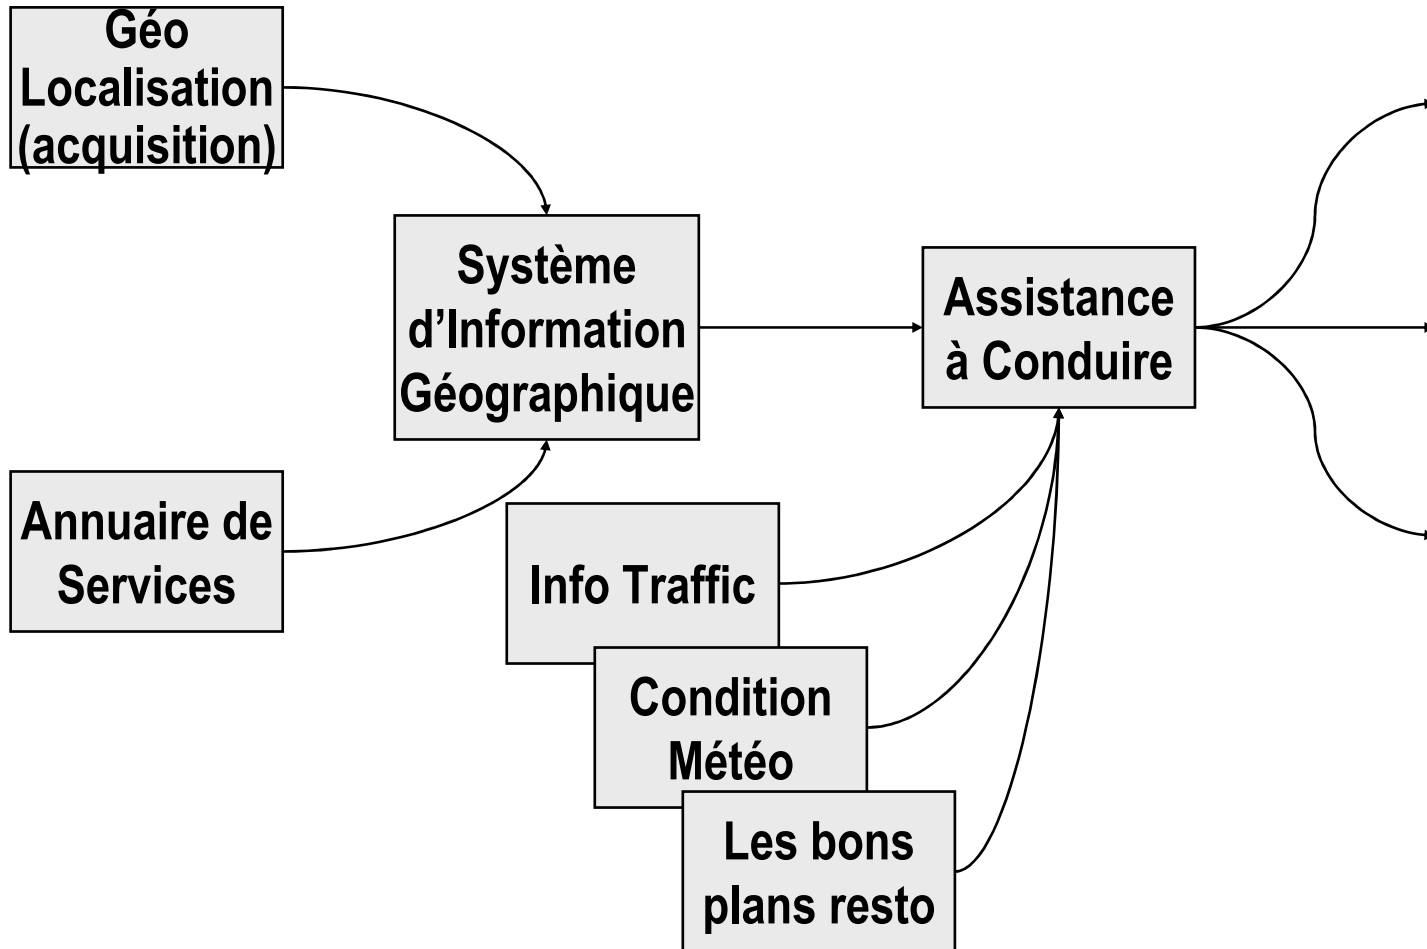 Géo
Localisation
(acquisition)
Système
d’Information
Géographique
Assistance
à Conduire
Annuaire de
Services
Info Traffic
Condition
Météo
Les bons
plans resto